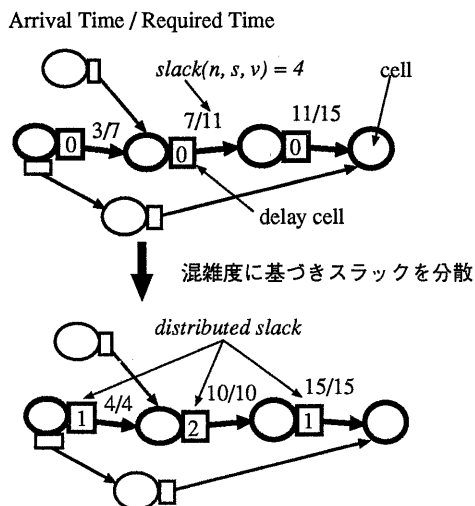 Arrival Time / Required Time
slack(n, s, v) = 4
cell
3/7
7/11
11/15
0
0
0
delay cell
混雑度に基づきスラックを分散
distributed slack
4/4
10/10
15/15
1
2
1